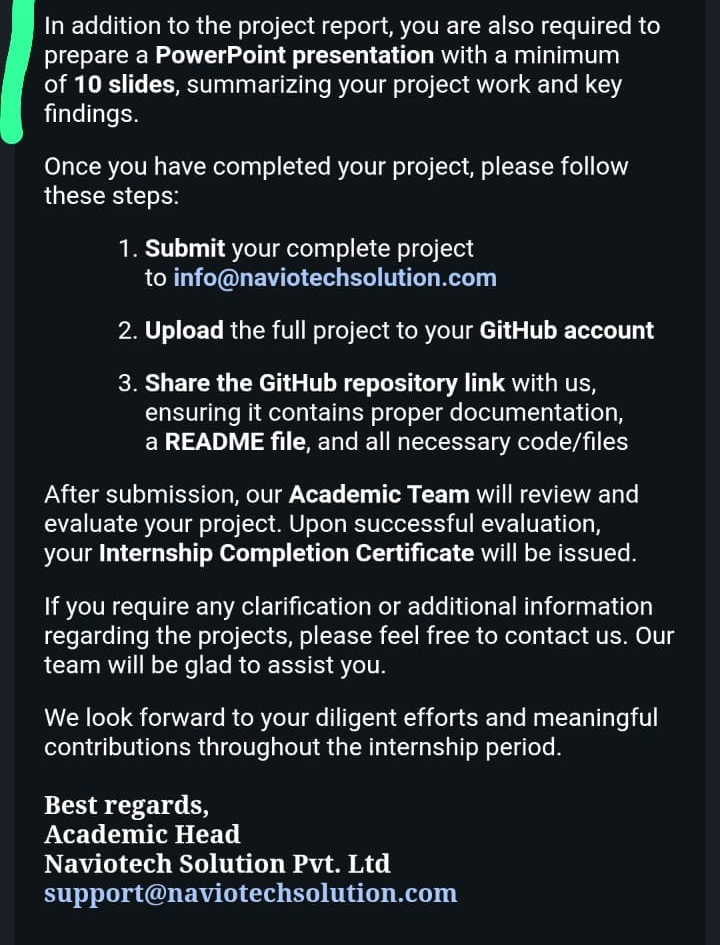 In addition to the project report, you are also required to
prepare a PowerPoint presentation with a minimum
of 10 slides, summarizing your project work and key
findings.
Once you have completed your project, please follow
these steps:
1. Submit your complete project
to info@naviotechsolution.com
2. Upload the full project to your GitHub account
3. Share the GitHub repository link with us,
ensuring it contains proper documentation,
a README file, and all necessary code/files
After submission, our Academic Team will review and
evaluate your project. Upon successful evaluation,
your Internship Completion Certificate will be issued.
If you require any clarification or additional information
regarding the projects, please feel free to contact us. Our
team will be glad to assist you.
We look forward to your diligent efforts and meaningful
contributions throughout the internship period.
Best regards,
Academic Head
Naviotech Solution Pvt. Ltd
support@naviotechsolution.com